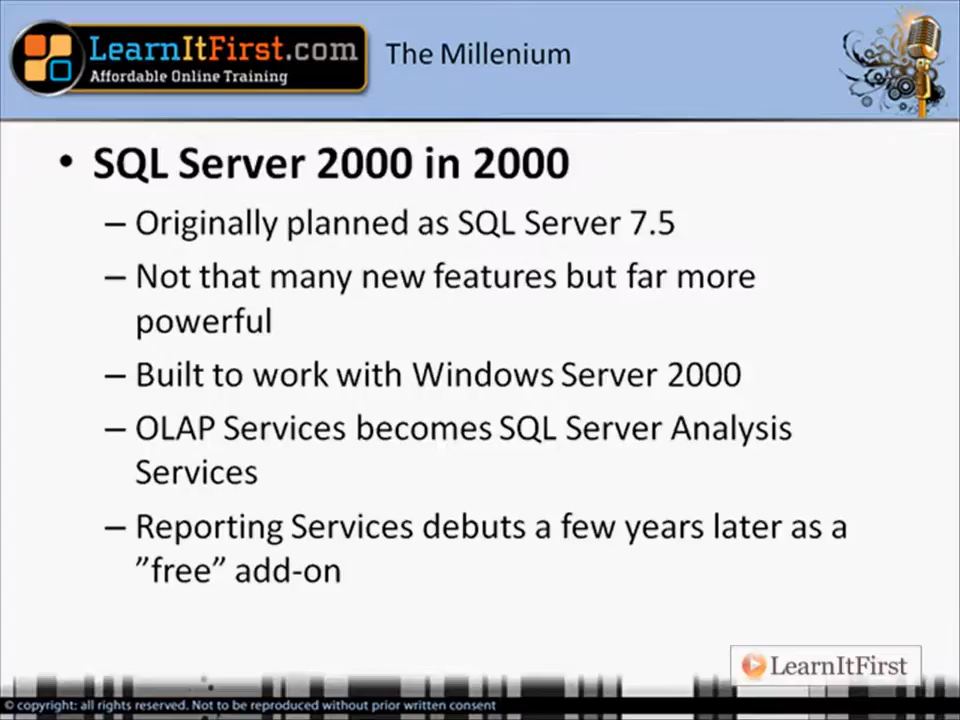 LearnItFirst.com
Affordable Online Training
The Millenium
• SQL Server 2000 in 2000
– Originally planned as SQL Server 7.5
– Not that many new features but far more
powerful
– Built to work with Windows Server 2000
– OLAP Services becomes SQL Server Analysis
Services
– Reporting Services debuts a few years later as a
”free” add-on
LearnItFirst
© copyright: all rights reserved. Not to be reproduced without prior written consent